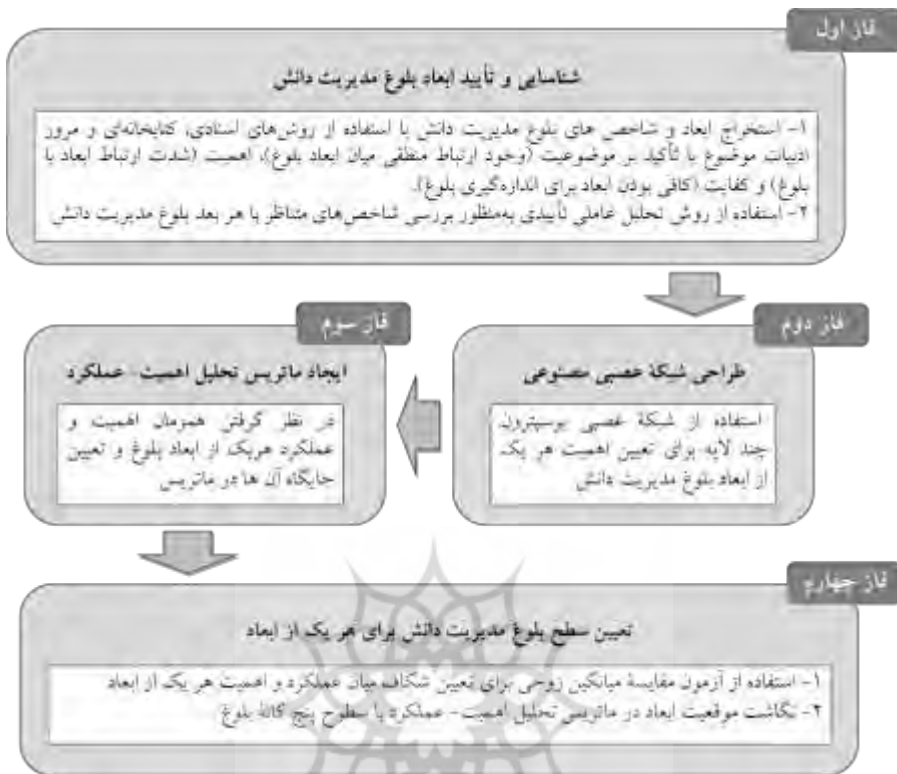 فاز اول
شناسایی و تأیید ابعاد بلوغ مدیریت دانش
۱- استخراج ابعاد و شاخص های بلوغ مدیریت دانش با استفاده از روش‌های اسنادی، کتابخانه‌ای و مرور
ادبیات موضوع با تأکید بر موضوعیت (وجود ارتباط منطقی میان ابعاد بلوغ)، اهمیت (شدت ارتباط ابعاد با
بلوغ) و کفایت (کافی بودن ابعاد برای اندازه‌گیری بلوغ).
۲- استفاده از روش تحلیل عاملی تأییدی به‌منظور بررسی شاخص‌های متناظر با هر بعد بلوغ مدیریت دانش
فاز دوم
طراحی شبکهٔ عصبی مصنوعی
استفاده از شبکهٔ عصبی پرسپترون
چند لایه برای تعیین اهمیت هر یک
از ابعاد بلوغ مدیریت دانش
فاز سوم
ایجاد ماتریس تحلیل اهمیت- عملکرد
در نظر گرفتن همزمان اهمیت و
عملکرد هریک از ابعاد بلوغ و تعیین
جایگاه آن ها در ماتریس
فاز چهارم
تعیین سطح بلوغ مدیریت دانش برای هر یک از ابعاد
۱- استفاده از آزمون مقایسهٔ میانگین زوجی برای تعیین شکاف میان عملکرد و اهمیت هر یک از ابعاد
۲- نگاشت موقعیت ابعاد در ماتریس تحلیل اهمیت- عملکرد با سطوح پنج گانهٔ بلوغ